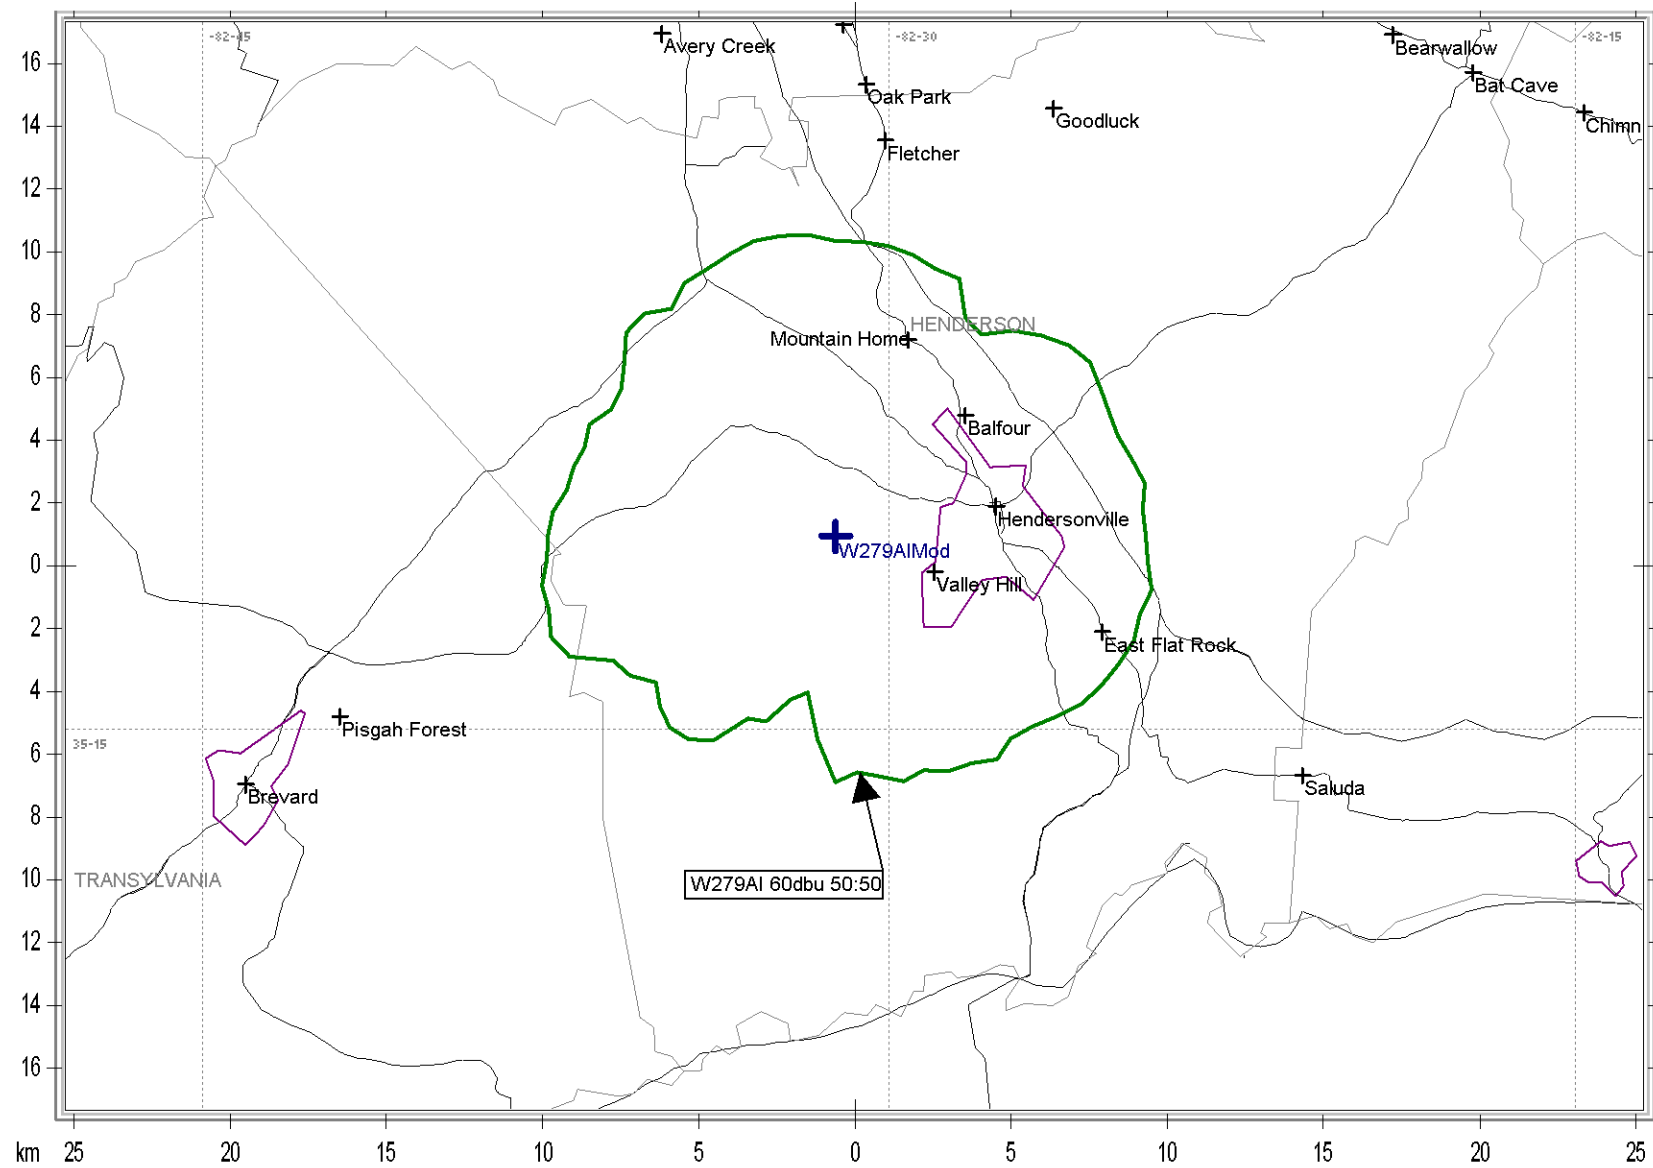 -82-45
-82-30
-82-15
Avery Creek
Bearwallow
Bat Cave
Oak Park
Goodluck
Chimn
Fletcher
HENDERSON
Mountain Home
Balfour
Hendersonville
W279AIMod
Valley Hill
East Flat Rock
Pisgah Forest
35-15
Brevard
Saluda
TRANSYLVANIA
W279AI 60dbu 50:50
16
14
12
10
8
6
4
2
0
2
4
6
8
10
12
14
16
km 25 20 15 10 5 0 5 10 15 20 25